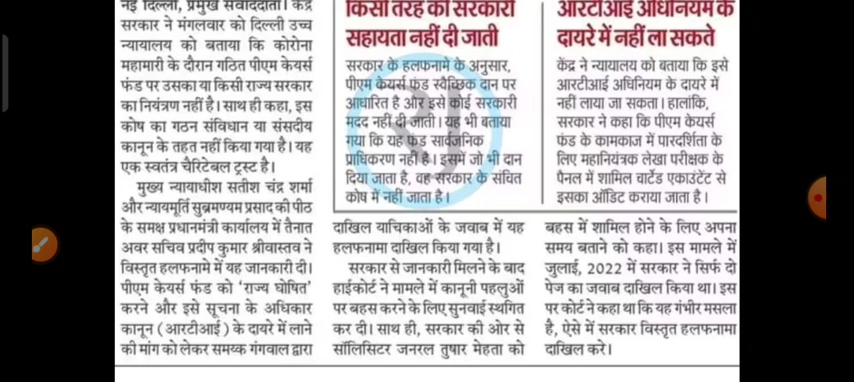 नई दिल्ली, प्रमुख संवाददाता। केंद्र
सरकार ने मंगलवार को दिल्ली उच्च
न्यायालय को बताया कि कोरोना
महामारी के दौरान गठित पीएम केयर्स
फंड पर उसका या किसी राज्य सरकार
का नियंत्रण नहीं है। साथ ही कहा, इस
कोष का गठन संविधान या संसदीय
कानून के तहत नहीं किया गया है। यह
एक स्वतंत्र चैरिटेबल ट्रस्ट है।
मुख्य न्यायाधीश सतीश चंद्र शर्मा
और न्यायमूर्ति सुब्रमण्यम प्रसाद की पीठ
के समक्ष प्रधानमंत्री कार्यालय में तैनात
अवर सचिव प्रदीप कुमार श्रीवास्तव ने
विस्तृत हलफनामे में यह जानकारी दी।
पीएम केयर्स फंड को 'राज्य घोषित'
करने और इसे सूचना के अधिकार
कानून (आरटीआई) के दायरे में लाने
की मांग को लेकर समय्क गंगवाल द्वारा
किसी तरह की सरकारी
सहायता नहीं दी जाती
सरकार के हलफनामे के अनुसार,
पीएम केयर्स फंड स्वैच्छिक दान पर
आधारित है और इसे कोई सरकारी
मदद नहीं दी जाती। यह भी बताया
गया कि यह फंड सार्वजनिक
प्राधिकरण नहीं है। इसमें जो भी दान
दिया जाता है, वह सरकार के संचित
कोष में नहीं जाता है।
आरटीआई अधिनियम के
दायरे में नहीं ला सकते
केंद्र ने न्यायालय को बताया कि इसे
आरटीआई अधिनियम के दायरे में
नहीं लाया जा सकता। हालांकि,
सरकार ने कहा कि पीएम केयर्स
फंड के कामकाज में पारदर्शिता के
लिए महानियंत्रक लेखा परीक्षक के
पैनल में शामिल चार्टेड एकाउंटेंट से
इसका ऑडिट कराया जाता है।
दाखिल याचिकाओं के जवाब में यह
हलफनामा दाखिल किया गया है।
सरकार से जानकारी मिलने के बाद
हाईकोर्ट ने मामले में कानूनी पहलुओं
पर बहस करने के लिए सुनवाई स्थगित
कर दी। साथ ही, सरकार की ओर से
सॉलिसिटर जनरल तुषार मेहता को
बहस में शामिल होने के लिए अपना
समय बताने को कहा। इस मामले में
जुलाई, 2022 में सरकार ने सिर्फ दो
पेज का जवाब दाखिल किया था। इस
पर कोर्ट ने कहा था कि यह गंभीर मसला
है, ऐसे में सरकार विस्तृत हलफनामा
दाखिल करे।